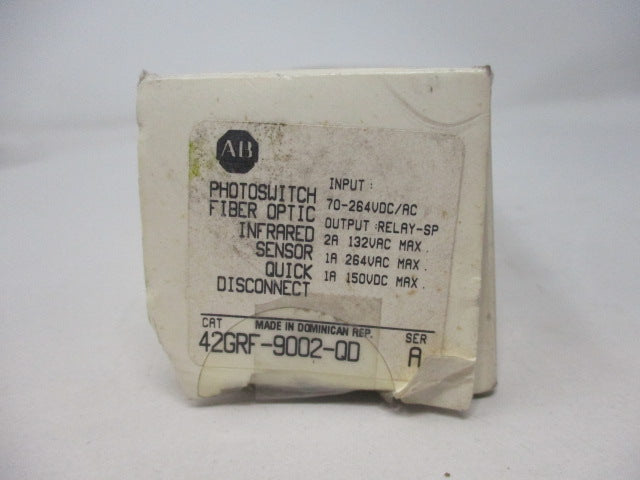 AB
PHOTOSWITCH
FIBER OPTIC
INFRARED
SENSOR
QUICK
DISCONNECT
INPUT :
70-264VDC/AC
OUTPUT :RELAY-SP
2A 132VAC MAX.
1A 264VAC MAX.
1A 150VDC MAX.
MADE IN DOMINICAN REP.
CAT SER
42GRF-9002-QD A